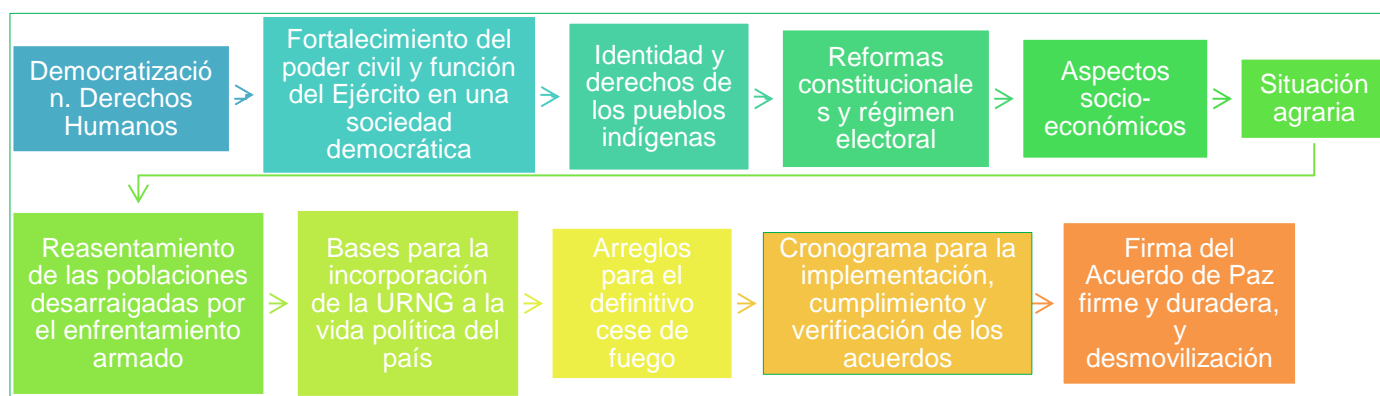 Democratizació
n. Derechos
Humanos
Fortalecimiento del
poder civil y función
del Ejército en una
sociedad
democrática
Identidad y
derechos de
los pueblos
indígenas
Reformas
constitucionale
s y régimen
electoral
Aspectos
socio-
económicos
Situación
agraria
Reasentamiento
de las poblaciones
desarraigadas por
el enfrentamiento
armado
Bases para la
incorporación
de la URNG a la
vida política del
país
Arreglos
para el
definitivo
cese de
fuego
Cronograma para la
implementación,
cumplimiento y
verificación de los
acuerdos
Firma del
Acuerdo de Paz
firme y duradera,
y
desmovilización